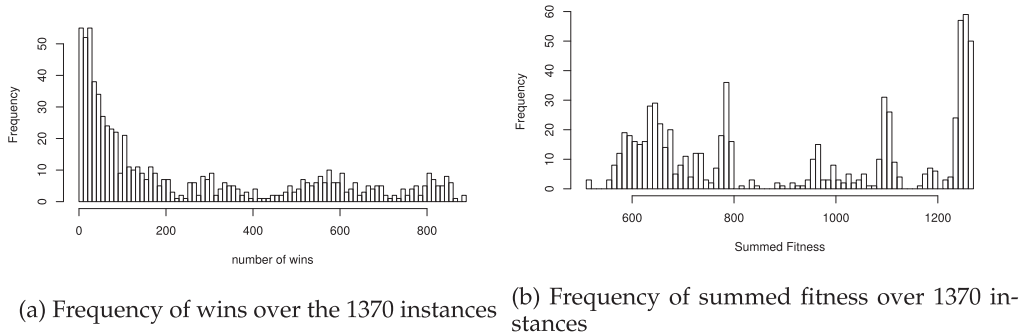 Frequency
0 10 20 30 40 50
0 200 400 600 800
number of wins
(a) Frequency of wins over the 1370 instances
Frequency
0 10 20 30 40 50 60
600 800 1000 1200
Summed Fitness
(b) Frequency of summed fitness over 1370 in-
stances